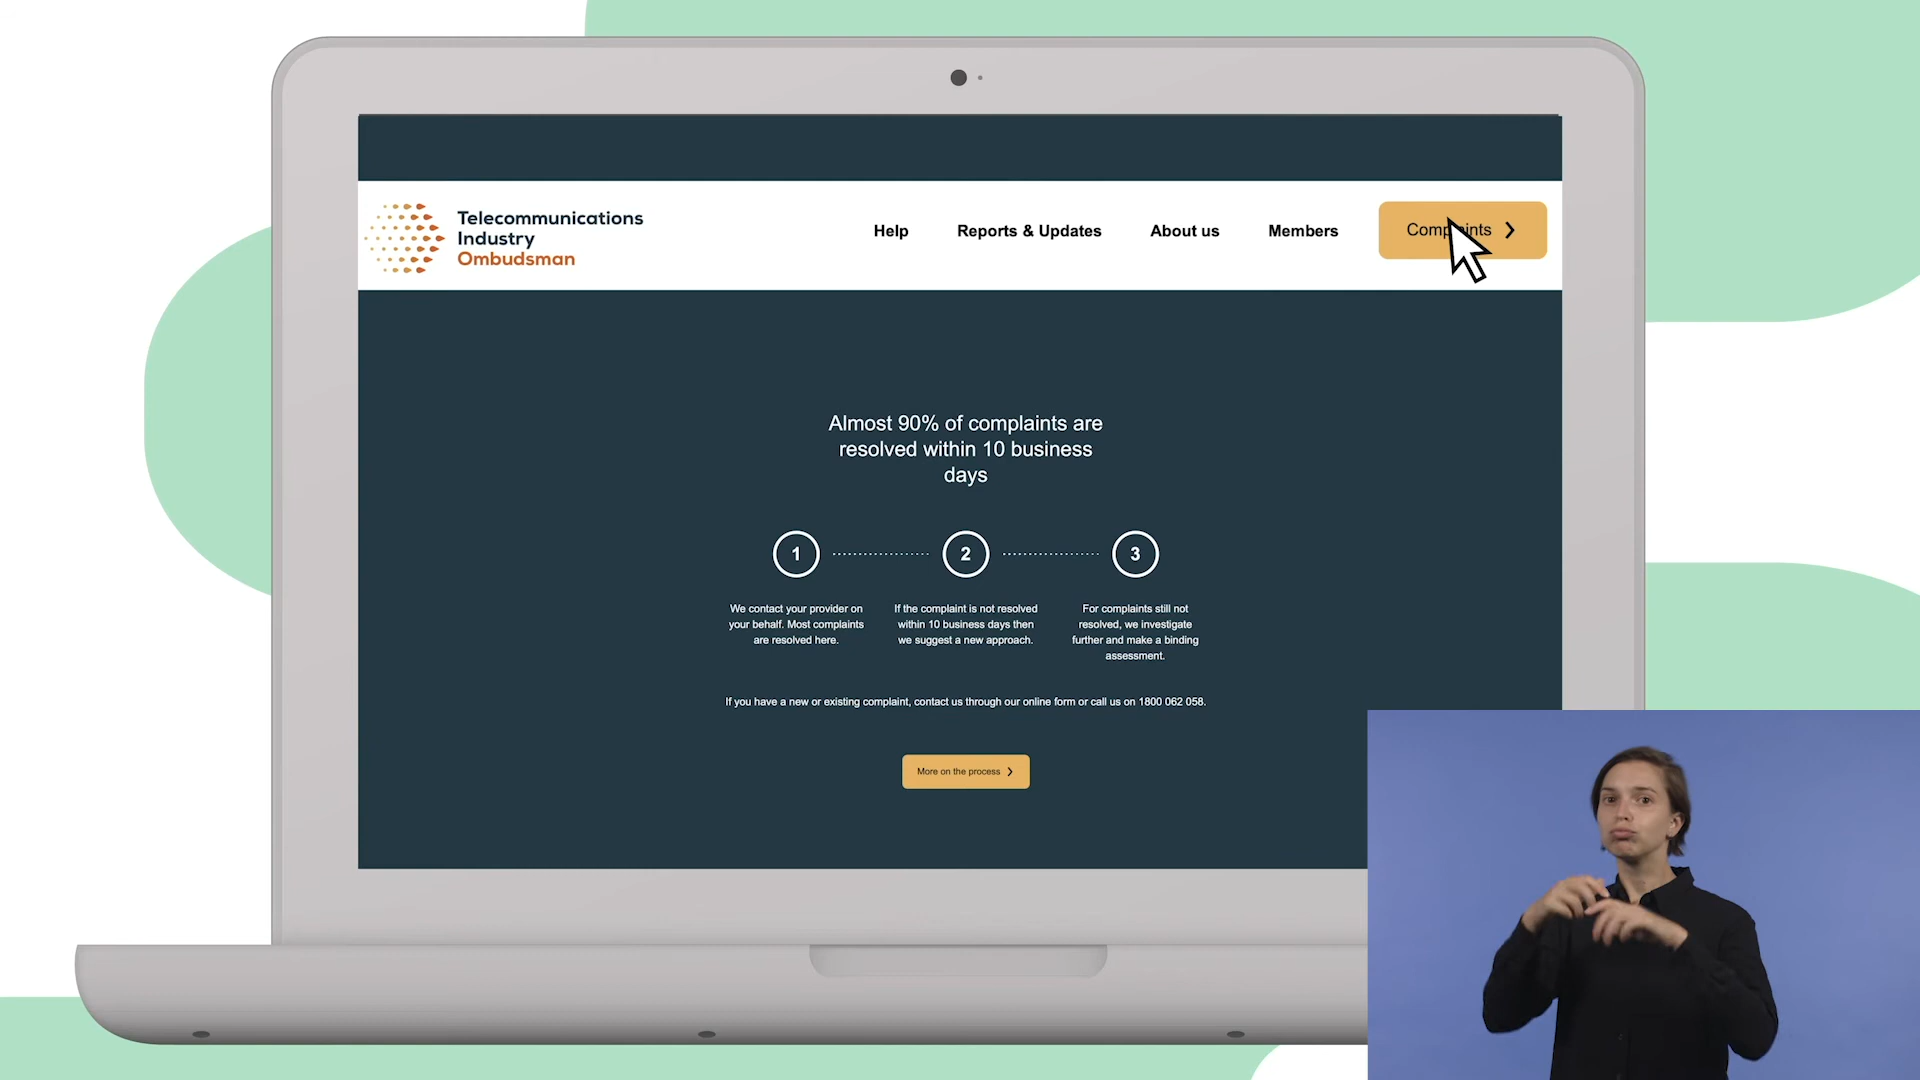 Telecommunications
Industry
Ombudsman
Help
Reports & Updates
About us
Members
Complaints
Almost 90% of complaints are
resolved within 10 business
days
1
2
3
We contact your provider on
your behalf. Most complaints
are resolved here.
If the complaint is not resolved
within 10 business days then
we suggest a new approach.
For complaints still not
resolved, we investigate
further and make a binding
assessment.
If you have a new or existing complaint, contact us through our online form or call us on 1800 062 058.
More on the process